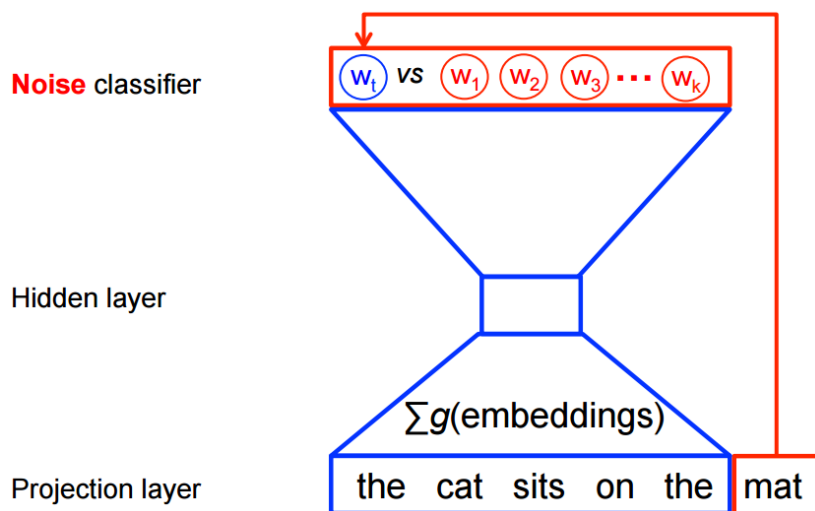 Noise classifier wt vs w1 w2 w3 ... wk
Hidden layer
∑g(embeddings)
Projection layer the cat sits on the mat